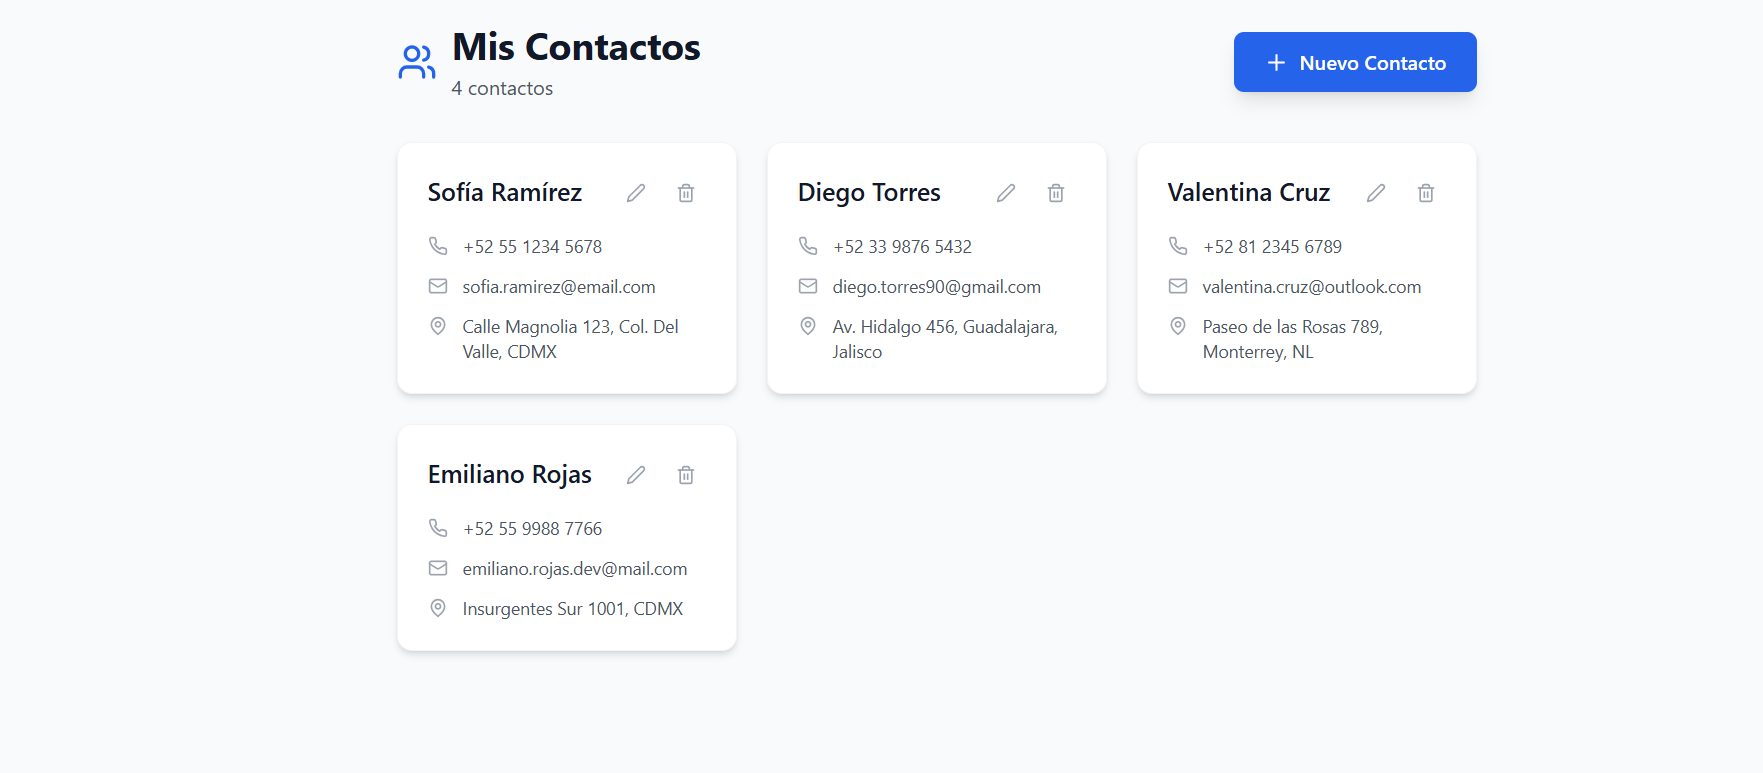 Mis Contactos
4 contactos
Nuevo Contacto
Sofía Ramírez
+52 55 1234 5678
sofia.ramirez@email.com
Calle Magnolia 123, Col. Del
Valle, CDMX
Diego Torres
+52 33 9876 5432
diego.torres90@gmail.com
Av. Hidalgo 456, Guadalajara,
Jalisco
Valentina Cruz
+52 81 2345 6789
valentina.cruz@outlook.com
Paseo de las Rosas 789,
Monterrey, NL
Emiliano Rojas
+52 55 9988 7766
emiliano.rojas.dev@mail.com
Insurgentes Sur 1001, CDMX